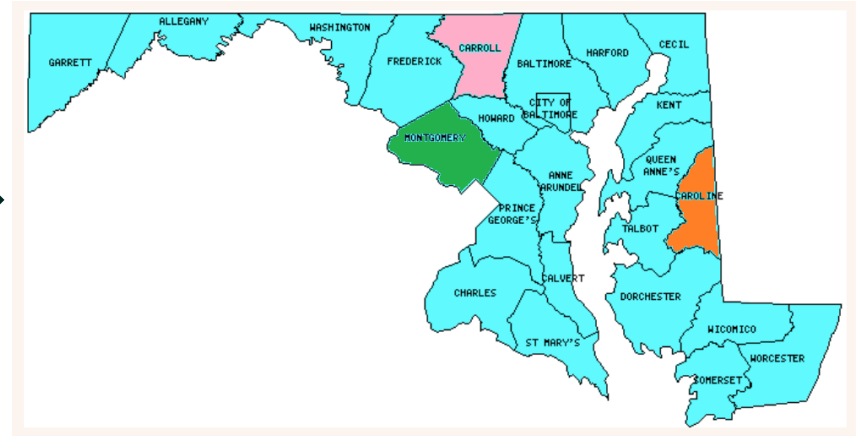 GARRETT
ALLEGANY
WASHINGTON
FREDERICK
CARROLL
BALTIMORE
HARFORD
CECIL
KENT
CITY OF
BALTIMORE
HOWARD
MONTGOMERY
QUEEN
ANNE'S
ANNE
ARUNDEL
CAROLINE
PRINCE
GEORGE'S
TALBOT
CALVERT
CHARLES
DORCHESTER
ST MARY'S
WICOMICO
WORCESTER
SOMERSET